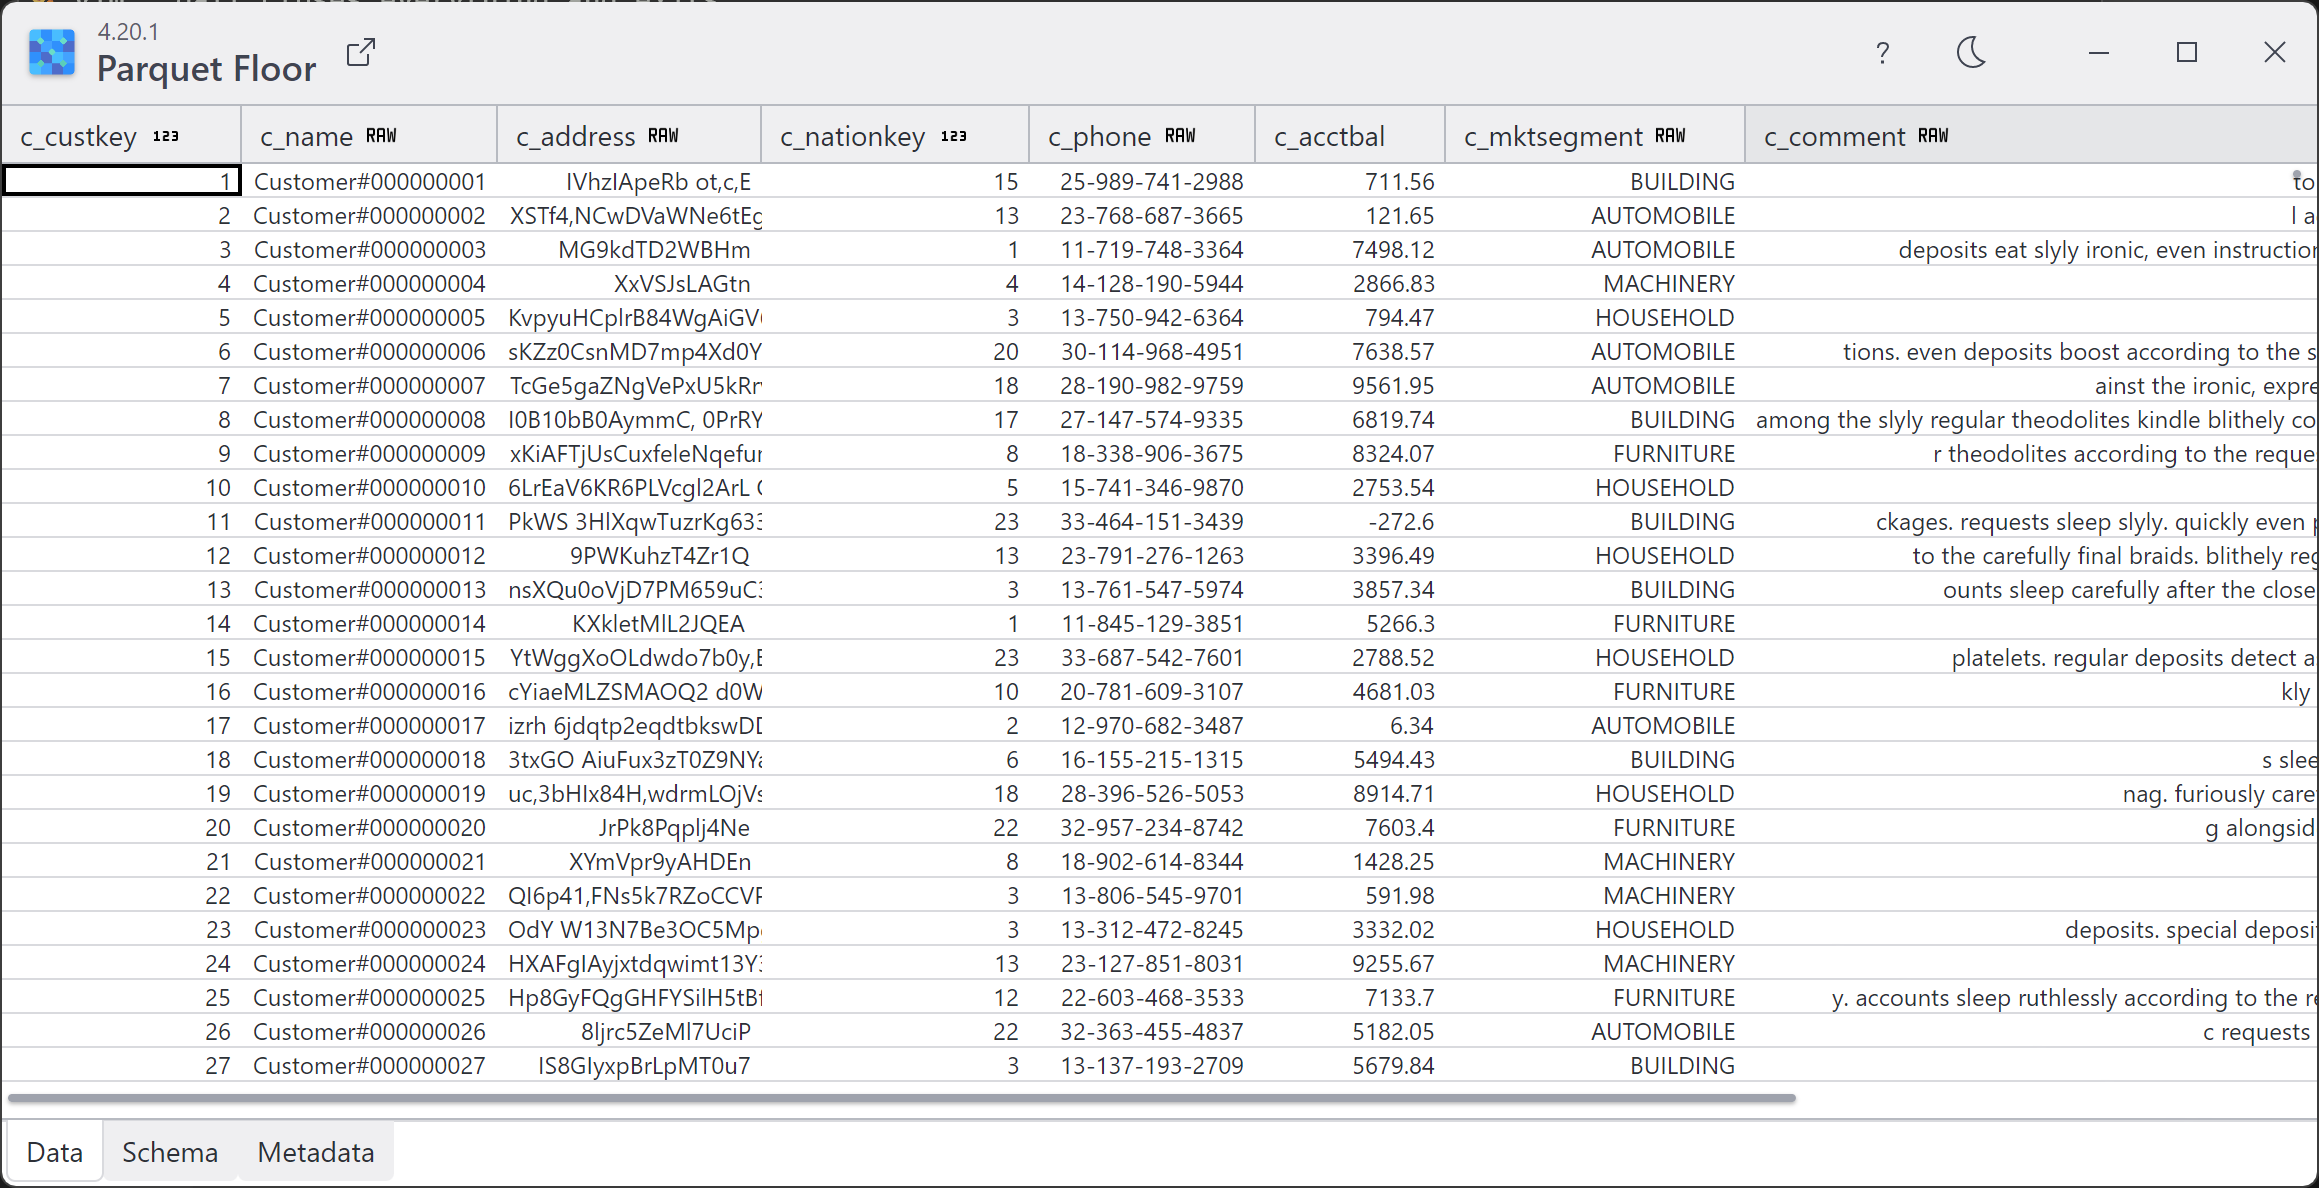 4.20.1
Parquet Floor
c_custkey 123 c_name RAW c_address RAW c_nationkey 123 c_phone RAW c_acctbal c_mktsegment RAW c_comment RAW
1 Customer#000000001 IVhzIApeRb ot,c,E 15 25-989-741-2988 711.56 BUILDING to
2 Customer#000000002 XSTf4,NCwDVaWNe6tEg 13 23-768-687-3665 121.65 AUTOMOBILE l a
3 Customer#000000003 MG9kdTD2WBHm 1 11-719-748-3364 7498.12 AUTOMOBILE deposits eat slyly ironic, even instruction
4 Customer#000000004 XxVSJsLAGtn 4 14-128-190-5944 2866.83 MACHINERY
5 Customer#000000005 KvpyuHCplrB84WgAiGV 3 13-750-942-6364 794.47 HOUSEHOLD
6 Customer#000000006 sKZz0CsnMD7mp4Xd0Y 20 30-114-968-4951 7638.57 AUTOMOBILE tions. even deposits boost according to the s
7 Customer#000000007 TcGe5gaZNgVePxU5kRr 18 28-190-982-9759 9561.95 AUTOMOBILE ainst the ironic, expre
8 Customer#000000008 I0B10bB0AymmC, 0PrRY 17 27-147-574-9335 6819.74 BUILDING among the slyly regular theodolites kindle blithely co
9 Customer#000000009 xKiAFTjUsCuxfeleNqefu 8 18-338-906-3675 8324.07 FURNITURE r theodolites according to the reque
10 Customer#000000010 6LrEaV6KR6PLVcgl2ArL 5 15-741-346-9870 2753.54 HOUSEHOLD
11 Customer#000000011 PkWS 3HlXqwTuzrKg633 23 33-464-151-3439 -272.6 BUILDING ckages. requests sleep slyly. quickly even p
12 Customer#000000012 9PWKuhzT4Zr1Q 13 23-791-276-1263 3396.49 HOUSEHOLD to the carefully final braids. blithely reg
13 Customer#000000013 nsXQu0oVjD7PM659uC3 3 13-761-547-5974 3857.34 BUILDING ounts sleep carefully after the close
14 Customer#000000014 KXkletMlL2JQEA 1 11-845-129-3851 5266.3 FURNITURE
15 Customer#000000015 YtWggXoOLdwdo7b0y,B 23 33-687-542-7601 2788.52 HOUSEHOLD platelets. regular deposits detect a
16 Customer#000000016 cYiaeMLZSMAOQ2 d0W 10 20-781-609-3107 4681.03 FURNITURE kly
17 Customer#000000017 izrh 6jdqtp2eqdtbkswDD 2 12-970-682-3487 6.34 AUTOMOBILE
18 Customer#000000018 3txGO AiuFux3zT0Z9NYa 6 16-155-215-1315 5494.43 BUILDING s slee
19 Customer#000000019 uc,3bHIx84H,wdrmLOjVs 18 28-396-526-5053 8914.71 HOUSEHOLD nag. furiously care
20 Customer#000000020 JrPk8Pqplj4Ne 22 32-957-234-8742 7603.4 FURNITURE g alongsid
21 Customer#000000021 XYmVpr9yAHDEn 8 18-902-614-8344 1428.25 MACHINERY
22 Customer#000000022 QI6p41,FNs5k7RZoCCVP 3 13-806-545-9701 591.98 MACHINERY
23 Customer#000000023 OdY W13N7Be3OC5Mp 3 13-312-472-8245 3332.02 HOUSEHOLD deposits. special deposi
24 Customer#000000024 HXAFgIAyjxtdqwimt13Y3 13 23-127-851-8031 9255.67 MACHINERY
25 Customer#000000025 Hp8GyFQgGHFYSilH5tBf 12 22-603-468-3533 7133.7 FURNITURE y. accounts sleep ruthlessly according to the re
26 Customer#000000026 8ljrc5ZeMl7UciP 22 32-363-455-4837 5182.05 AUTOMOBILE c requests
27 Customer#000000027 IS8GIyxpBrLpMT0u7 3 13-137-193-2709 5679.84 BUILDING
Data Schema Metadata